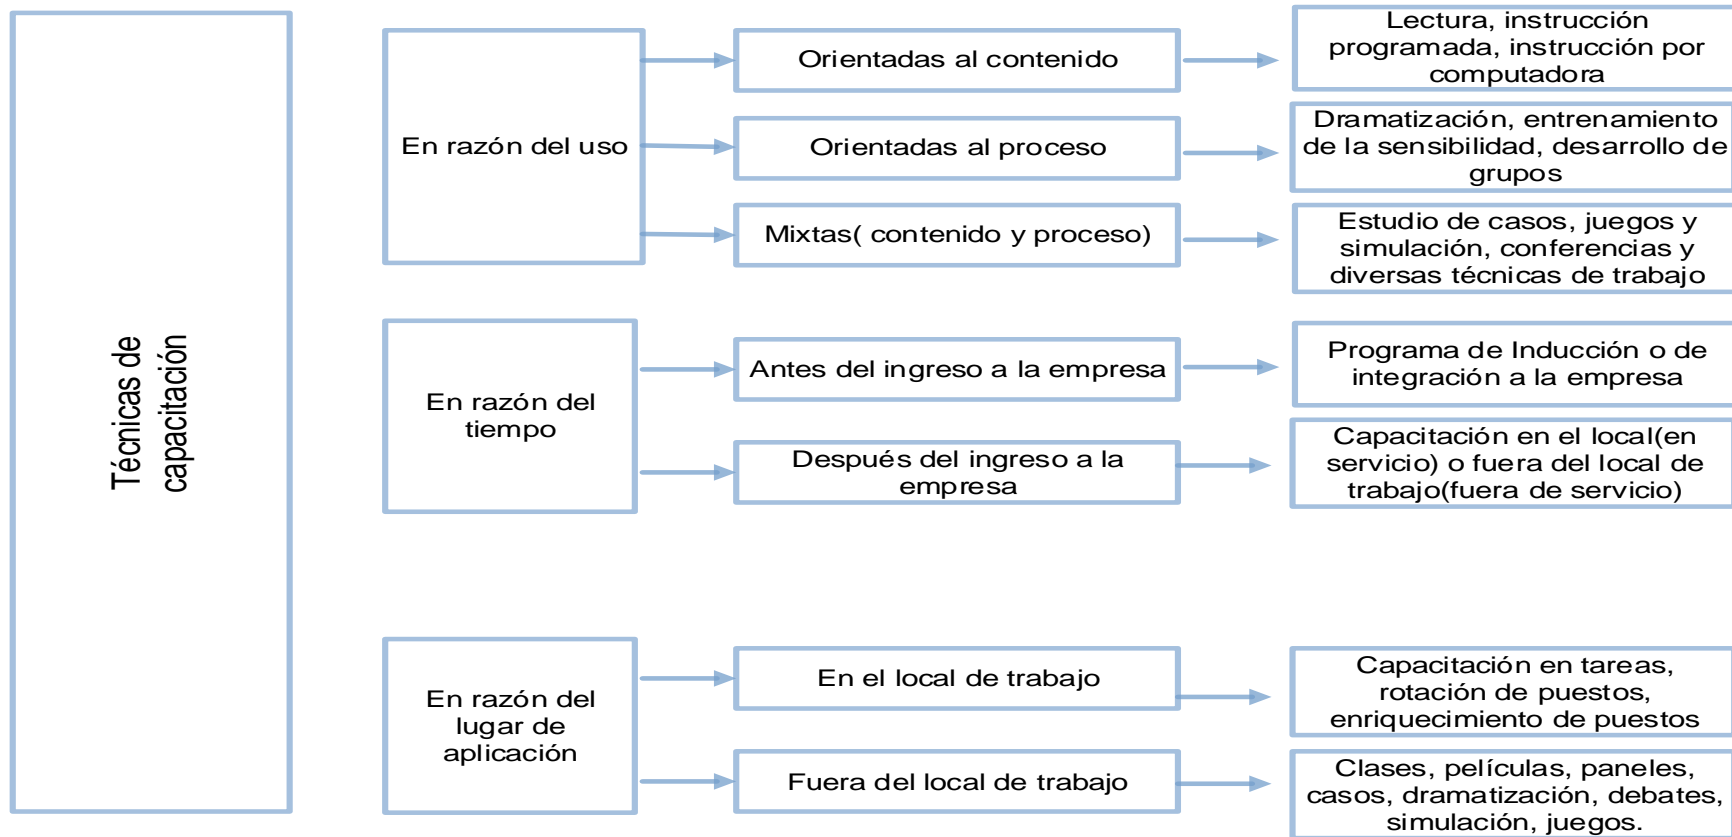 Técnicas de
capacitación
En razón del uso
Orientadas al contenido
Lectura, instrucción
programada, instrucción por
computadora
Orientadas al proceso
Dramatización, entrenamiento
de la sensibilidad, desarrollo de
grupos
Mixtas( contenido y proceso)
Estudio de casos, juegos y
simulación, conferencias y
diversas técnicas de trabajo
En razón del
tiempo
Antes del ingreso a la empresa
Programa de Inducción o de
integración a la empresa
Después del ingreso a la
empresa
Capacitación en el local(en
servicio) o fuera del local de
trabajo(fuera de servicio)
En razón del
lugar de
aplicación
En el local de trabajo
Capacitación en tareas,
rotación de puestos,
enriquecimiento de puestos
Fuera del local de trabajo
Clases, películas, paneles,
casos, dramatización, debates,
simulación, juegos.